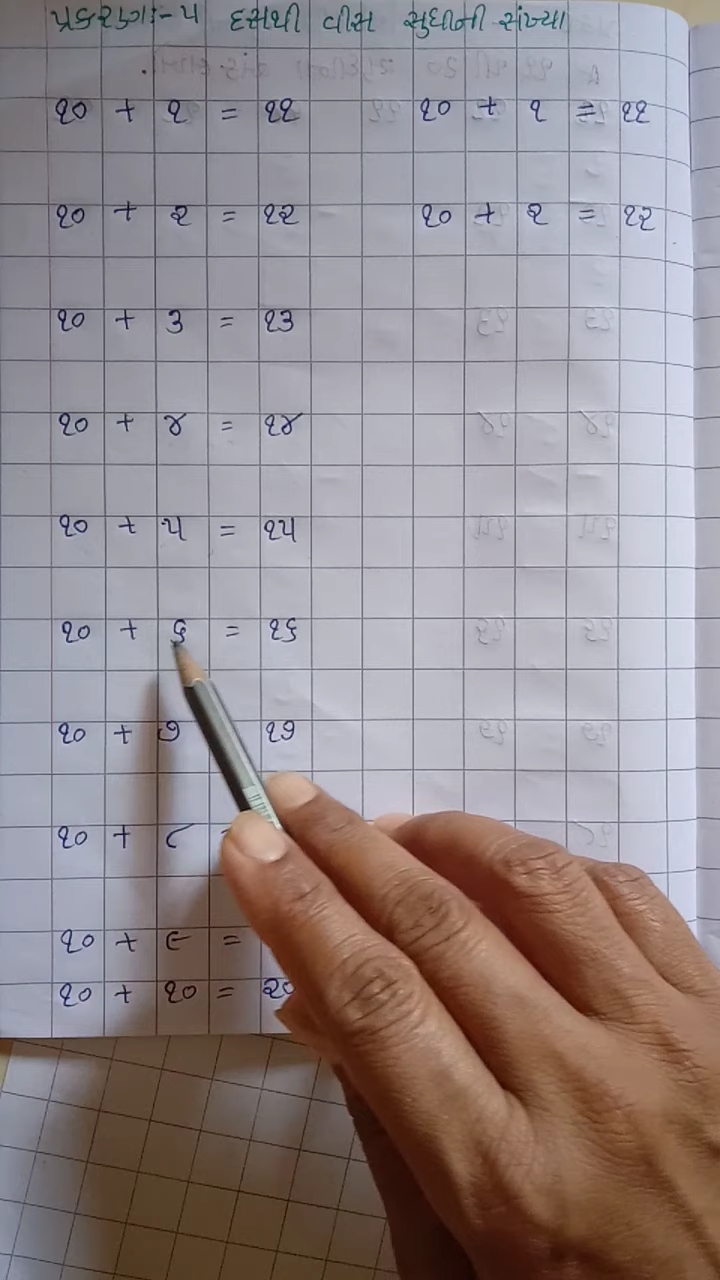 પ્રકરણઃ- ૫ દસથી વીસ સુધીની સંખ્યા
૧૦ + ૧ = ૧૧ ૧૦ + ૧ = ૧૧
૧૦ + ૨ = ૧૨ ૧૦ + ૨ = ૧૨
૧૦ + ૩ = ૧૩
૧૦ + ૪ = ૧૪
૧૦ + ૫ = ૧૫
૧૦ + ૬ = ૧૬
૧૦ + ૭ ૧૭
૧૦ + ૮
૧૦ + ૯ =
૧૦ + ૧૦ = ૨૦